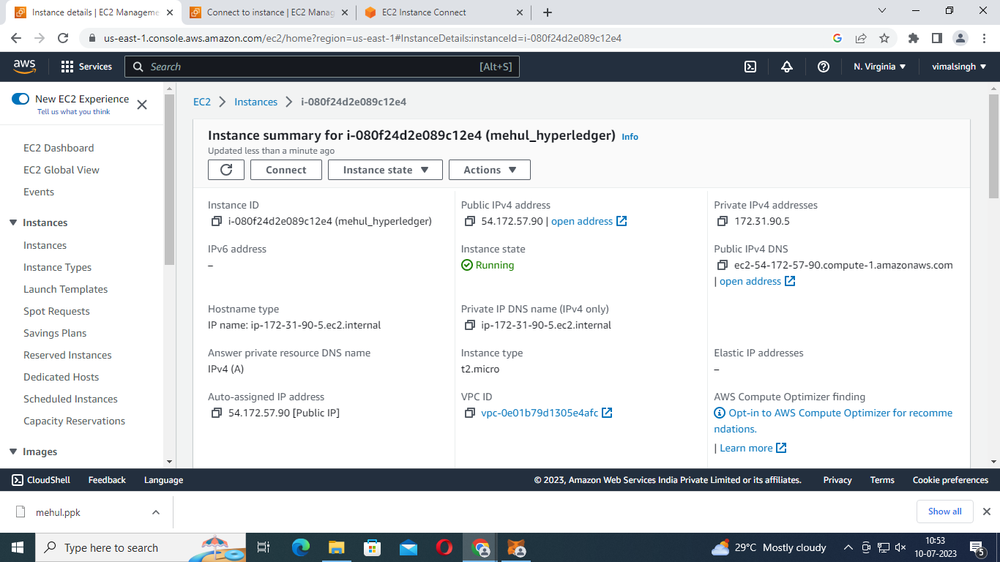 Instance details | EC2 Manageme
Connect to instance | EC2 Manag
EC2 Instance Connect
us-east-1.console.aws.amazon.com/ec2/home?region=us-east-1#InstanceDetails:instanceId=i-080f24d2e089c12e4
aws
Services
Search
[Alt+S]
N. Virginia
vimalsingh
New EC2 Experience
Tell us what you think
EC2 Dashboard
EC2 Global View
Events
Instances
Instances
Instance Types
Launch Templates
Spot Requests
Savings Plans
Reserved Instances
Dedicated Hosts
Scheduled Instances
Capacity Reservations
Images
EC2 > Instances > i-080f24d2e089c12e4
Instance summary for i-080f24d2e089c12e4 (mehul_hyperledger) Info
Updated less than a minute ago
Connect
Instance state
Actions
Instance ID
i-080f24d2e089c12e4 (mehul_hyperledger)
Public IPv4 address
54.172.57.90 | open address
Private IPv4 addresses
172.31.90.5
IPv6 address
–
Instance state
Running
Public IPv4 DNS
ec2-54-172-57-90.compute-1.amazonaws.com
| open address
Hostname type
IP name: ip-172-31-90-5.ec2.internal
Private IP DNS name (IPv4 only)
ip-172-31-90-5.ec2.internal
Answer private resource DNS name
IPv4 (A)
Instance type
t2.micro
Elastic IP addresses
–
Auto-assigned IP address
54.172.57.90 [Public IP]
VPC ID
vpc-0e01b79d1305e4afc
AWS Compute Optimizer finding
Opt-in to AWS Compute Optimizer for recomme
ndations.
| Learn more
CloudShell
Feedback
Language
© 2023, Amazon Web Services India Private Limited or its affiliates.
Privacy
Terms
Cookie preferences
mehul.ppk
Show all
Type here to search
29°C Mostly cloudy
10:53
10-07-2023
5